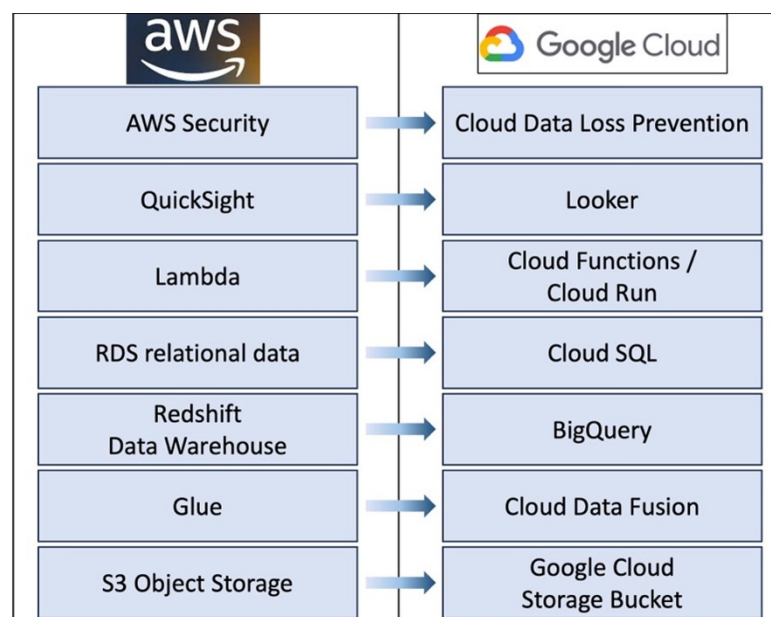 aws
Google Cloud
AWS Security
Cloud Data Loss Prevention
QuickSight
Looker
Lambda
Cloud Functions /
Cloud Run
RDS relational data
Cloud SQL
Redshift
Data Warehouse
BigQuery
Glue
Cloud Data Fusion
S3 Object Storage
Google Cloud
Storage Bucket